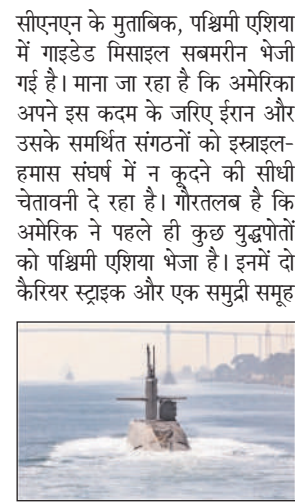 सीएनएन के मुताबिक, पश्चिमी एशिया
में गाइडेड मिसाइल सबमरीन भेजी
गई है। माना जा रहा है कि अमेरिका
अपने इस कदम के जरिए ईरान और
उसके समर्थित संगठनों को इस्राइल-
हमास संघर्ष में न कूदने की सीधी
चेतावनी दे रहा है। गौरतलब है कि
अमेरिक ने पहले ही कुछ युद्धपोतों
को पश्चिमी एशिया भेजा है। इनमें दो
कैरियर स्ट्राइक और एक समुद्री समूह